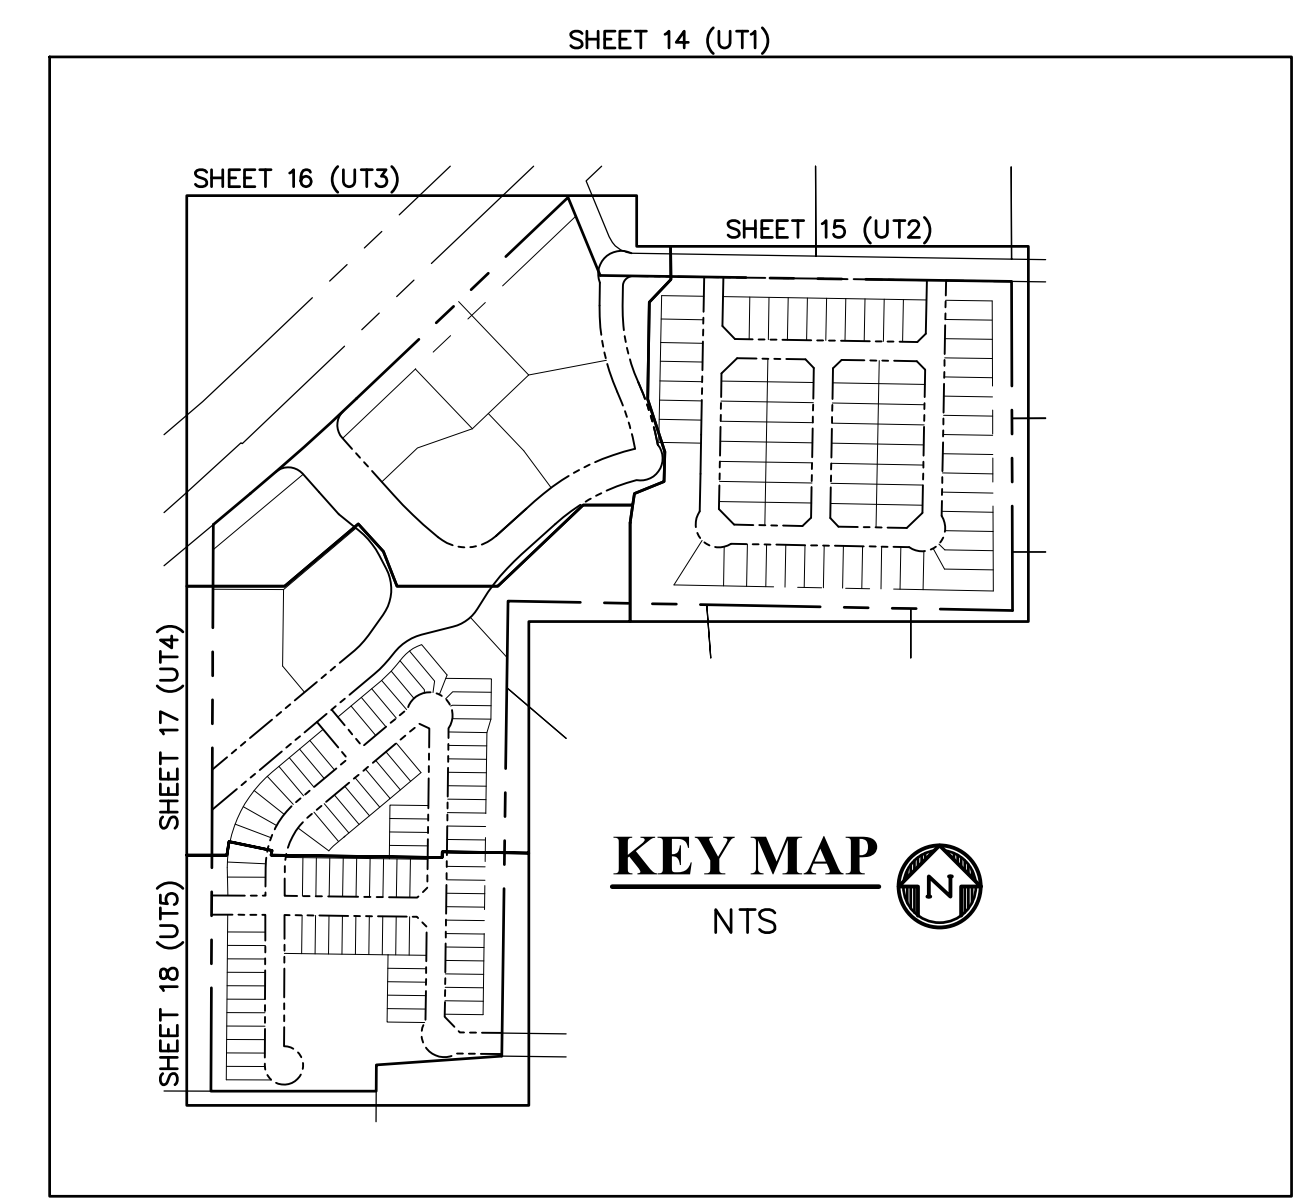 SHEET 14 (UT1)
SHEET 16 (UT3)
SHEET 15 (UT2)
SHEET 17 (UT4)
SHEET 18 (UT5)
KEY MAP
NTS
N